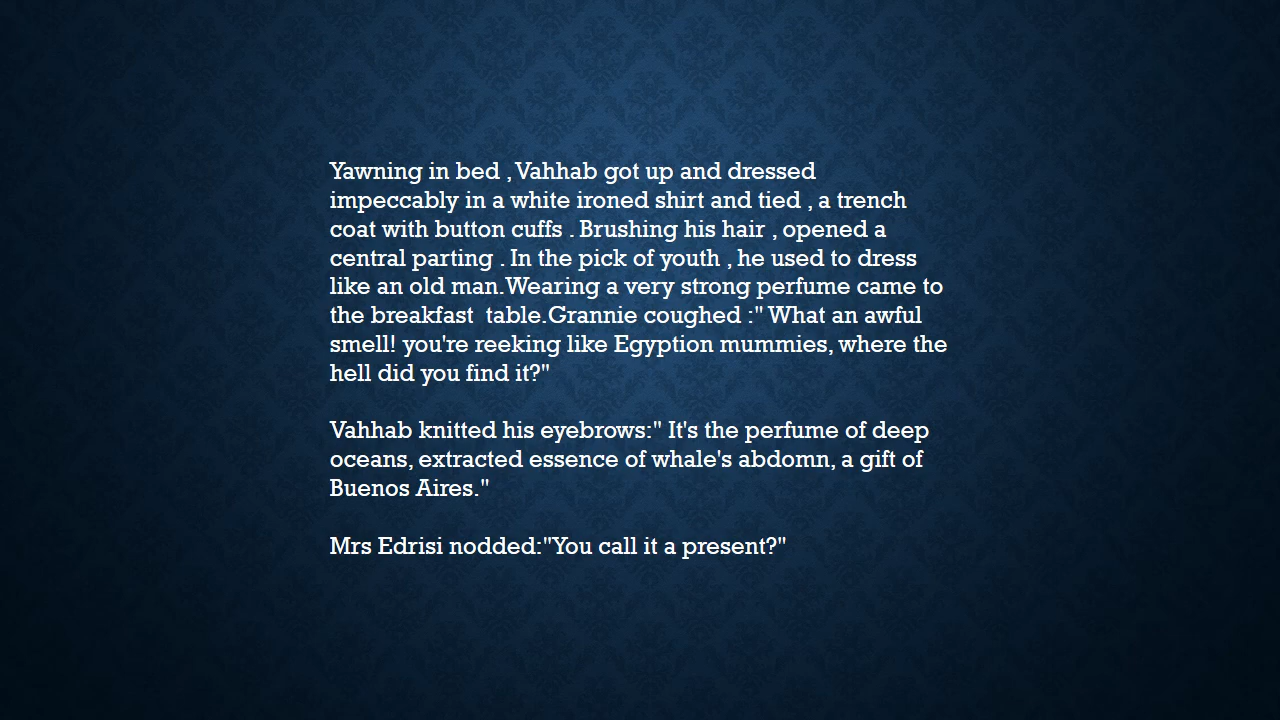 Yawning in bed , Vahhab got up and dressed
impeccably in a white ironed shirt and tied , a trench
coat with button cuffs . Brushing his hair , opened a
central parting . In the pick of youth , he used to dress
like an old man.Wearing a very strong perfume came to
the breakfast  table.Grannie coughed :" What an awful
smell! you're reeking like Egyption mummies, where the
hell did you find it?"
Vahhab knitted his eyebrows:" It's the perfume of deep
oceans, extracted essence of whale's abdomn, a gift of
Buenos Aires."
Mrs Edrisi nodded:"You call it a present?"